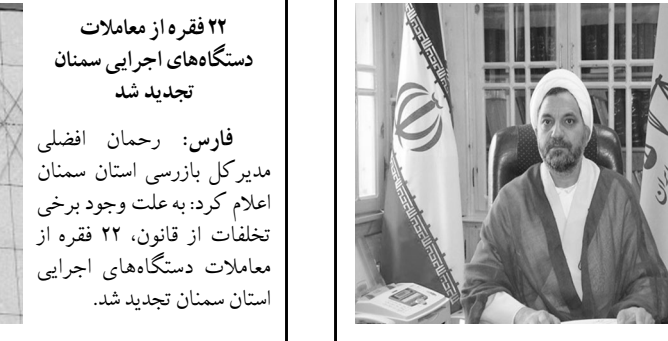 ۲۲ فقره از معاملات
دستگاه‌های اجرایی سمنان
تجدید شد
فارس: رحمان افضلی
مدیرکل بازرسی استان سمنان
اعلام کرد: به علت وجود برخی
تخلفات از قانون، ۲۲ فقره از
معاملات دستگاه‌های اجرایی
استان سمنان تجدید شد.